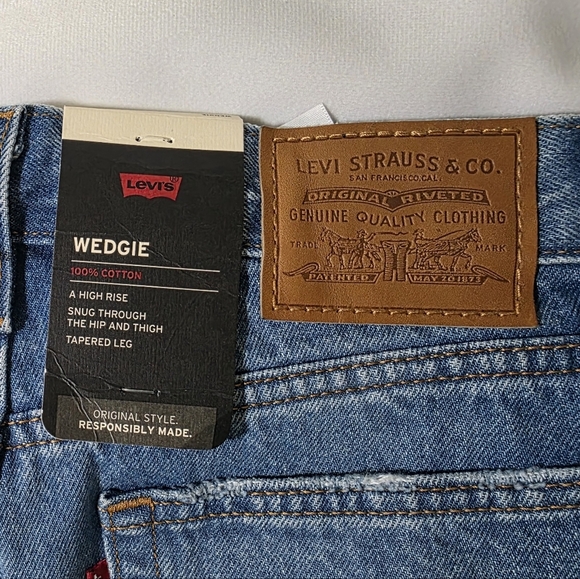 Levi's
WEDGIE
100% COTTON
A HIGH RISE
SNUG THROUGH
THE HIP AND THIGH
TAPERED LEG
ORIGINAL STYLE.
RESPONSIBLY MADE.
LEVI STRAUSS & CO.
SAN FRANCISCO, CAL.
ORIGINAL RIVETED
GENUINE QUALITY CLOTHING
TRADE MARK
PATENTED MAY 20 1873